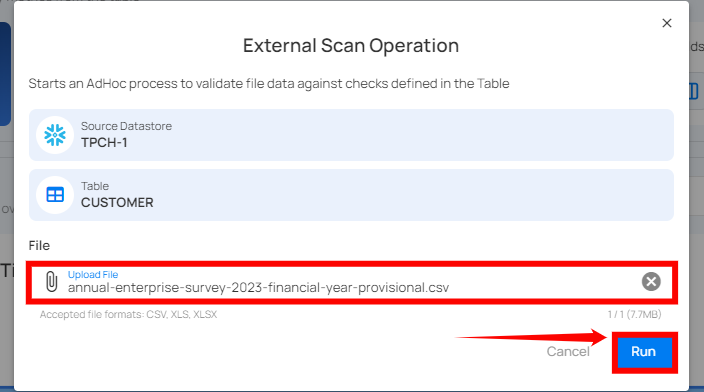 External Scan Operation
Starts an AdHoc process to validate file data against checks defined in the Table
Source Datastore
TPCH-1
Table
CUSTOMER
File
Upload File
annual-enterprise-survey-2023-financial-year-provisional.csv
Accepted file formats: CSV, XLS, XLSX
1 / 1 (7.7MB)
Cancel
Run